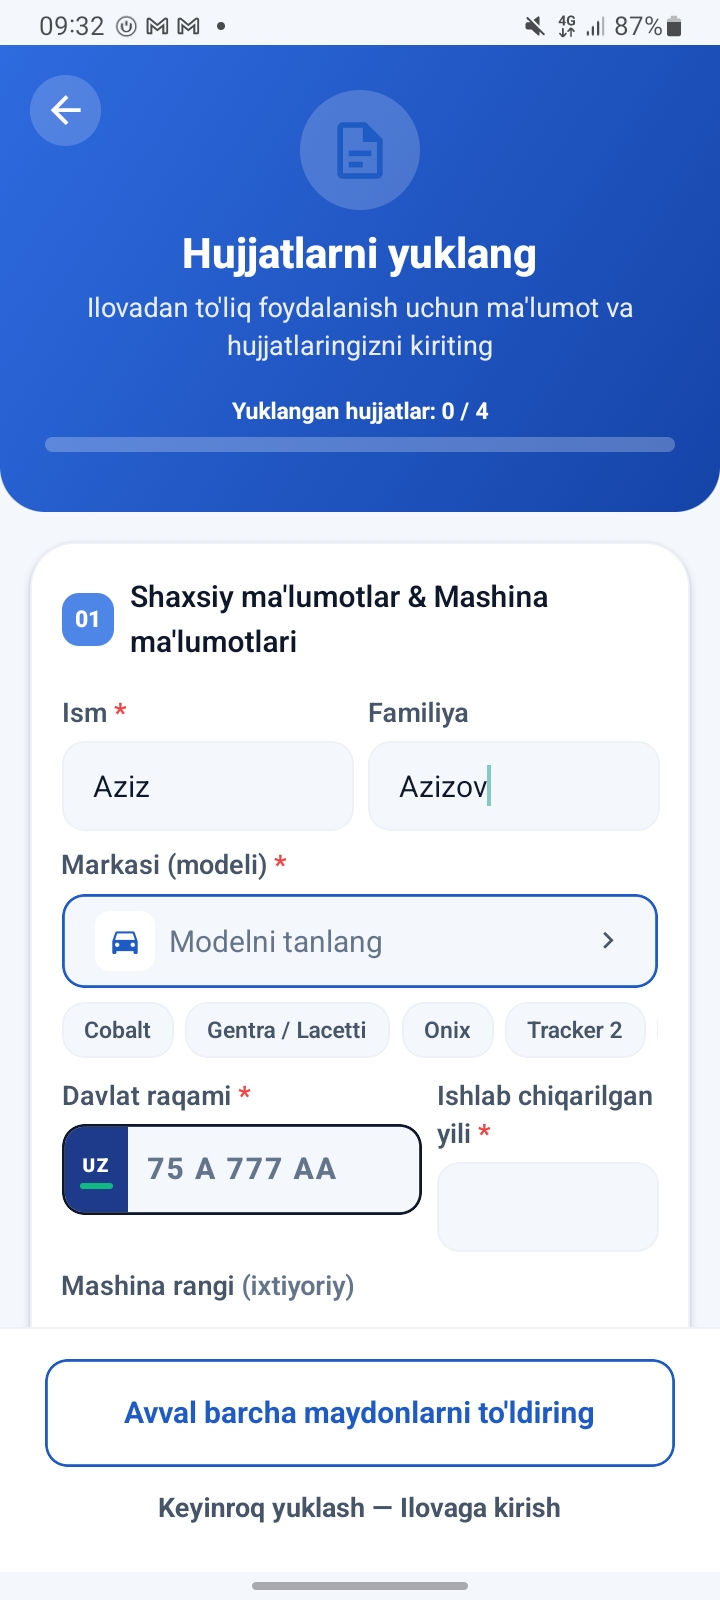 09:32
4G
87%
Hujjatlarni yuklang
Ilovadan to'liq foydalanish uchun ma'lumot va
hujjatlaringizni kiriting
Yuklangan hujjatlar: 0 / 4
01
Shaxsiy ma'lumotlar & Mashina
ma'lumotlari
Ism *
Familiya
Aziz
Azizov
Markasi (modeli) *
Modelni tanlang
Cobalt
Gentra / Lacetti
Onix
Tracker 2
Davlat raqami *
Ishlab chiqarilgan
yili *
UZ
75 A 777 AA
Mashina rangi (ixtiyoriy)
Avval barcha maydonlarni to'ldiring
Keyinroq yuklash — Ilovaga kirish